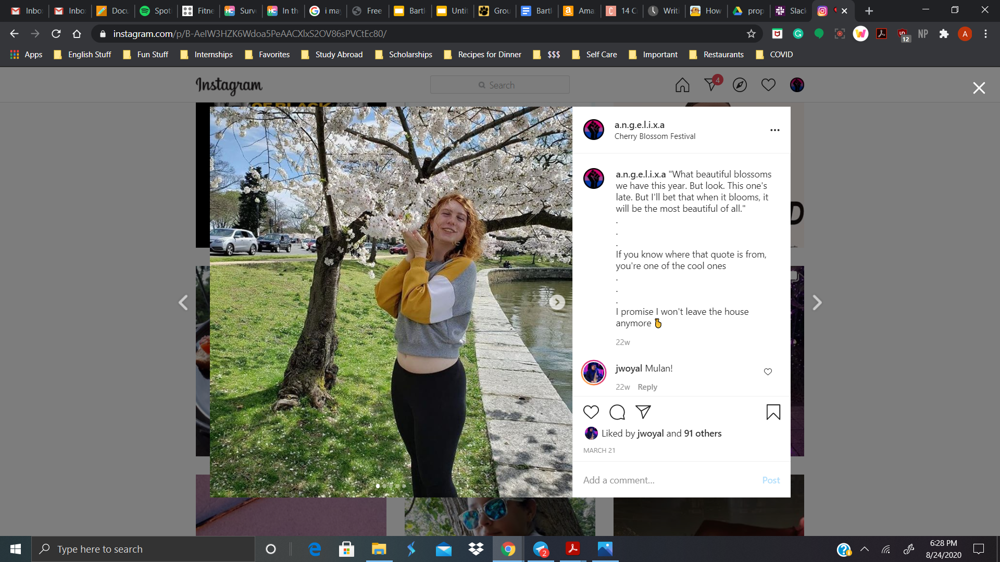 Inbo
Inbo
Docu
Spoti
Fitne
Surve
In th
i may
Free
Bartl
Untit
Grou
Bartl
Ama
14 C
Writi
How
prop
Slack
instagram.com/p/B-AeIW3HZK6Wdoa5PeAACXlxS2OV86sPVCtEc80/
12
NP
A
Apps
English Stuff
Fun Stuff
Internships
Favorites
Study Abroad
Scholarships
Recipes for Dinner
$$$
Self Care
Important
Restaurants
COVID
Instagram
Search
4
OF BLACK
a.n.g.e.l.i.x.a
Cherry Blossom Festival
a.n.g.e.l.i.x.a "What beautiful blossoms
we have this year. But look. This one's
late. But I'll bet that when it blooms, it
will be the most beautiful of all."
.
.
.
If you know where that quote is from,
you're one of the cool ones
.
.
.
I promise I won't leave the house
anymore 🫰
22w
jwoyal Mulan!
22w Reply
Liked by jwoyal and 91 others
MARCH 21
Add a comment...
Post
D
Type here to search
2
6:28 PM
8/24/2020